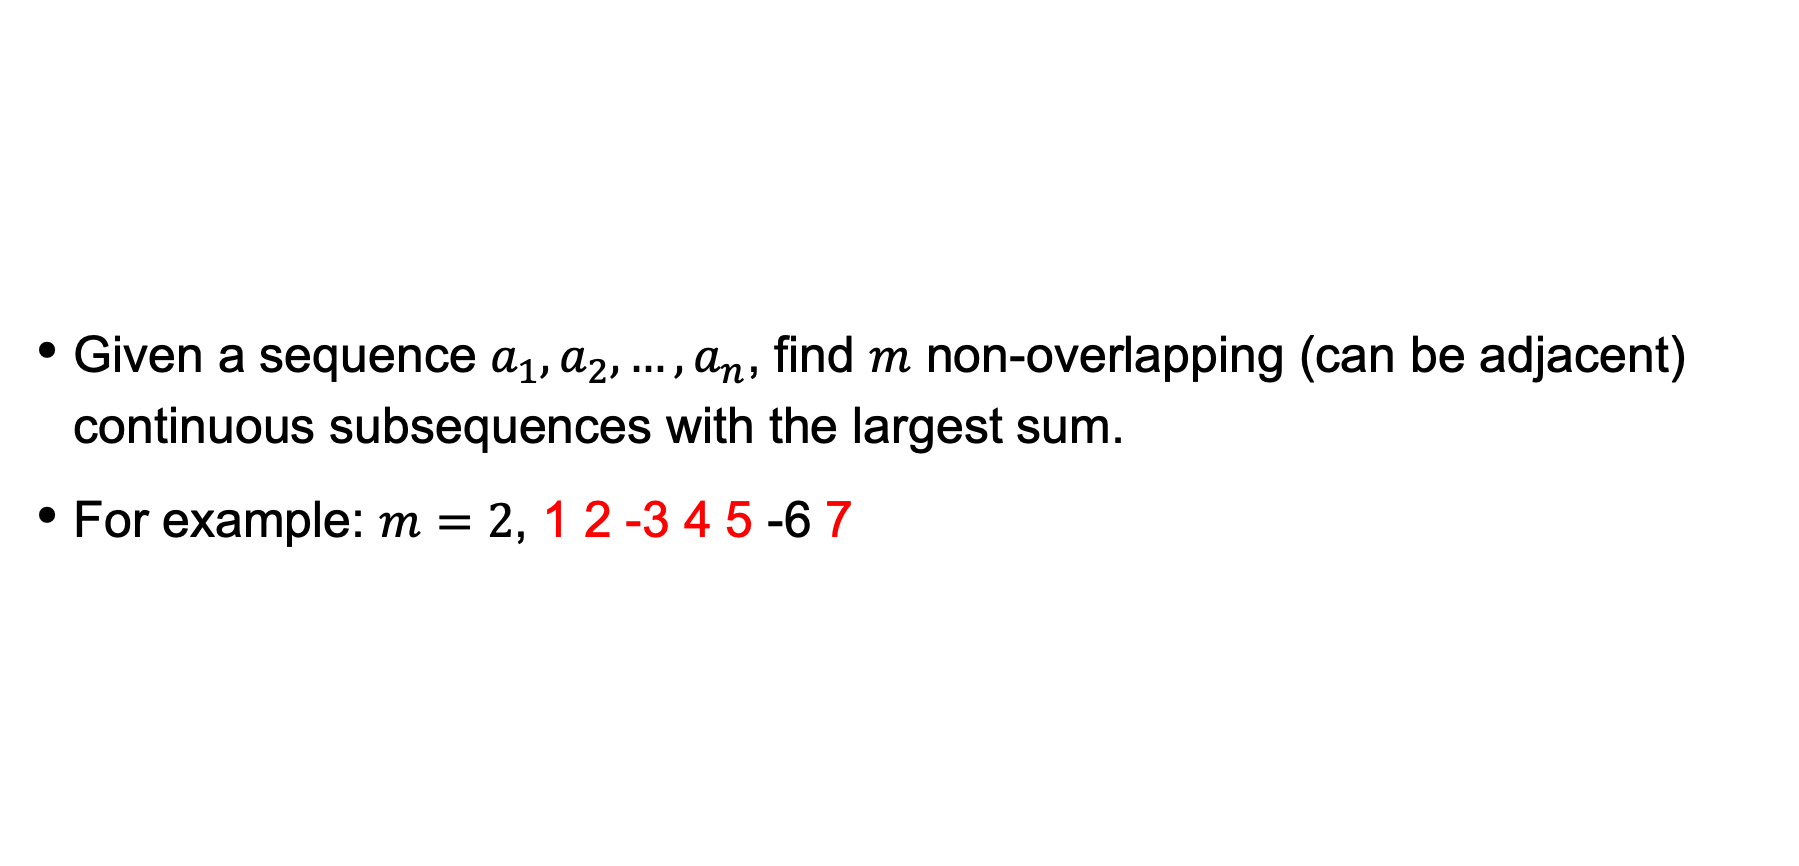 • Given a sequence a₁, a₂, ..., aₙ, find m non-overlapping (can be adjacent)
continuous subsequences with the largest sum.
• For example: m = 2, 1 2 -3 4 5 -6 7